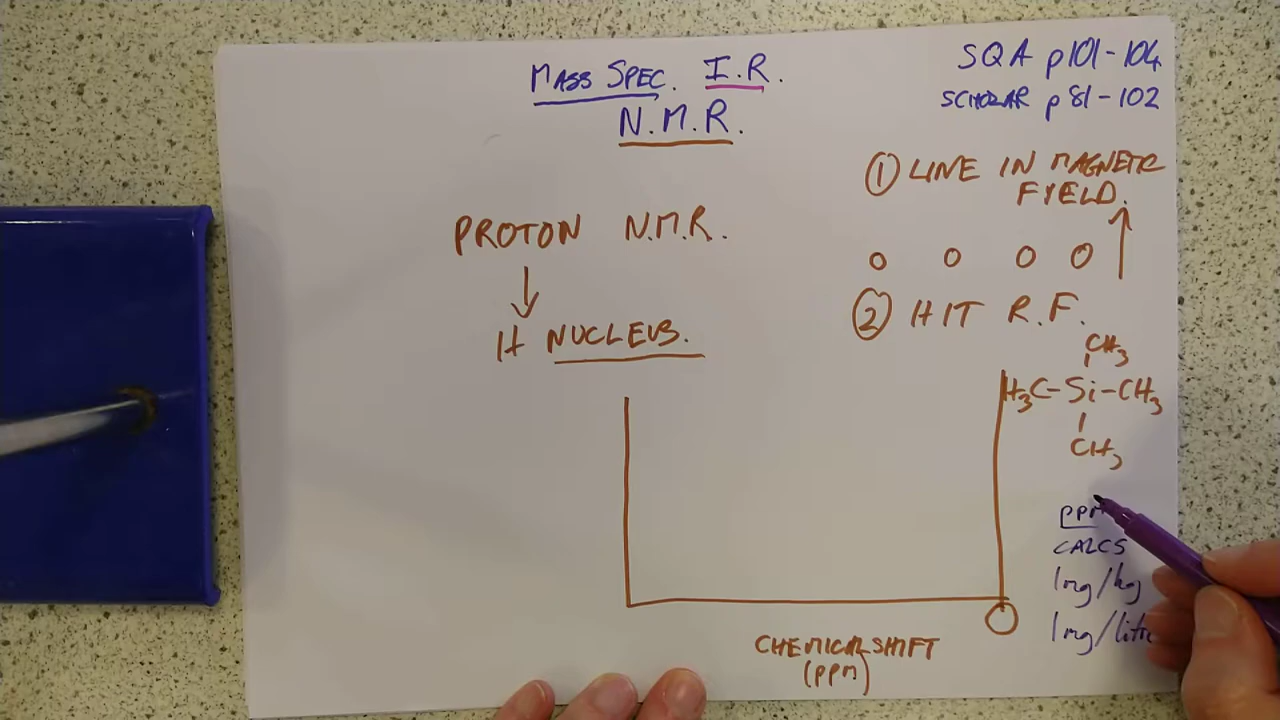 MASS SPEC. I.R.
N.M.R.
SQA p101-104
SCHOLAR p81-102
① LINE IN MAGNETIC
FIELD.
PROTON N.M.R.
② HIT R.F.
H NUCLEUS.
CH3
H3C-Si-CH3
CH3
PPM
CALCS
1mg/kg
1mg/litre
CHEMICAL SHIFT
(PPM)